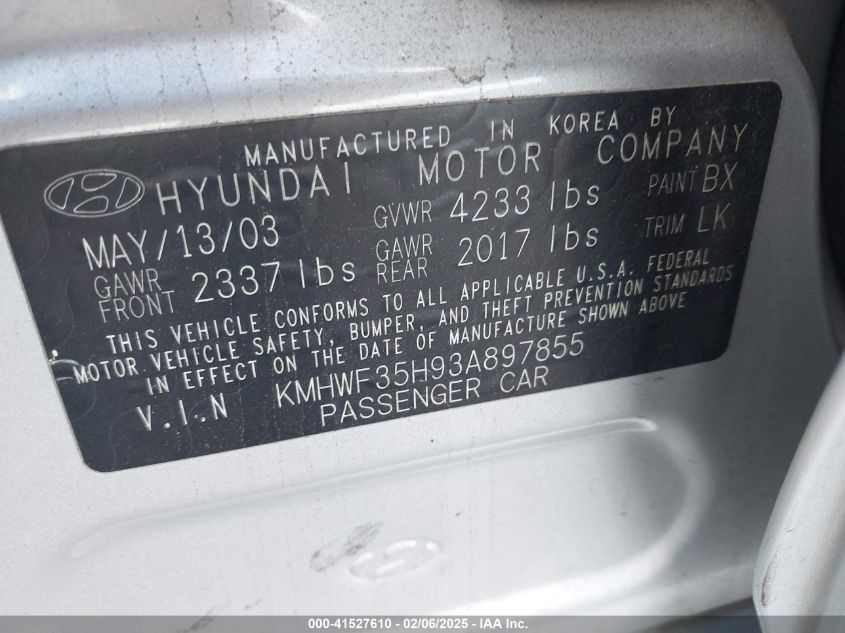 MANUFACTURED IN KOREA BY
HYUNDAI MOTOR COMPANY
MAY/13/03 GVWR 4233 lbs PAINT BX
GAWR FRONT 2337 lbs GAWR REAR 2017 lbs TRIM LK
THIS VEHICLE CONFORMS TO ALL APPLICABLE U.S.A. FEDERAL
MOTOR VEHICLE SAFETY, BUMPER, AND THEFT PREVENTION STANDARDS
IN EFFECT ON THE DATE OF MANUFACTURE SHOWN ABOVE
V.I.N KMHWF35H93A897855
PASSENGER CAR
000-41527610 - 02/06/2025 - IAA Inc.